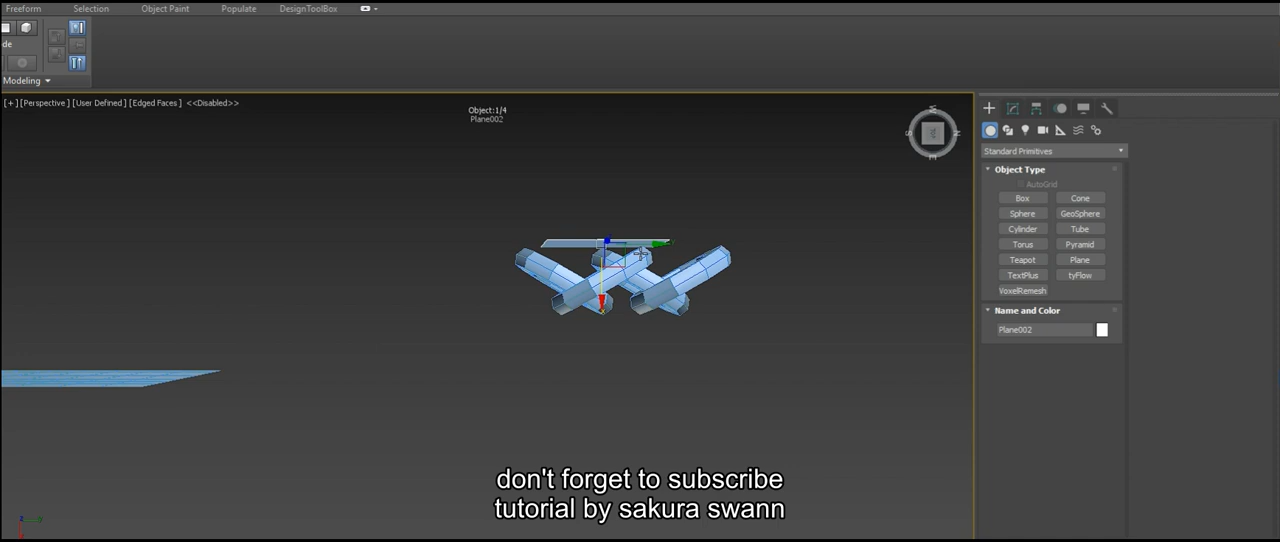 Freeform Selection Object Paint Populate DesignToolBox
de
Modeling
[+] [Perspective] [User Defined] [Edged Faces] <<Disabled>>
Object:1/4
Plane002
W
S N
E
Standard Primitives
Object Type
AutoGrid
Box Cone
Sphere GeoSphere
Cylinder Tube
Torus Pyramid
Teapot Plane
TextPlus tyFlow
VoxelRemesh
Name and Color
Plane002
don't forget to subscribe
tutorial by sakura swann